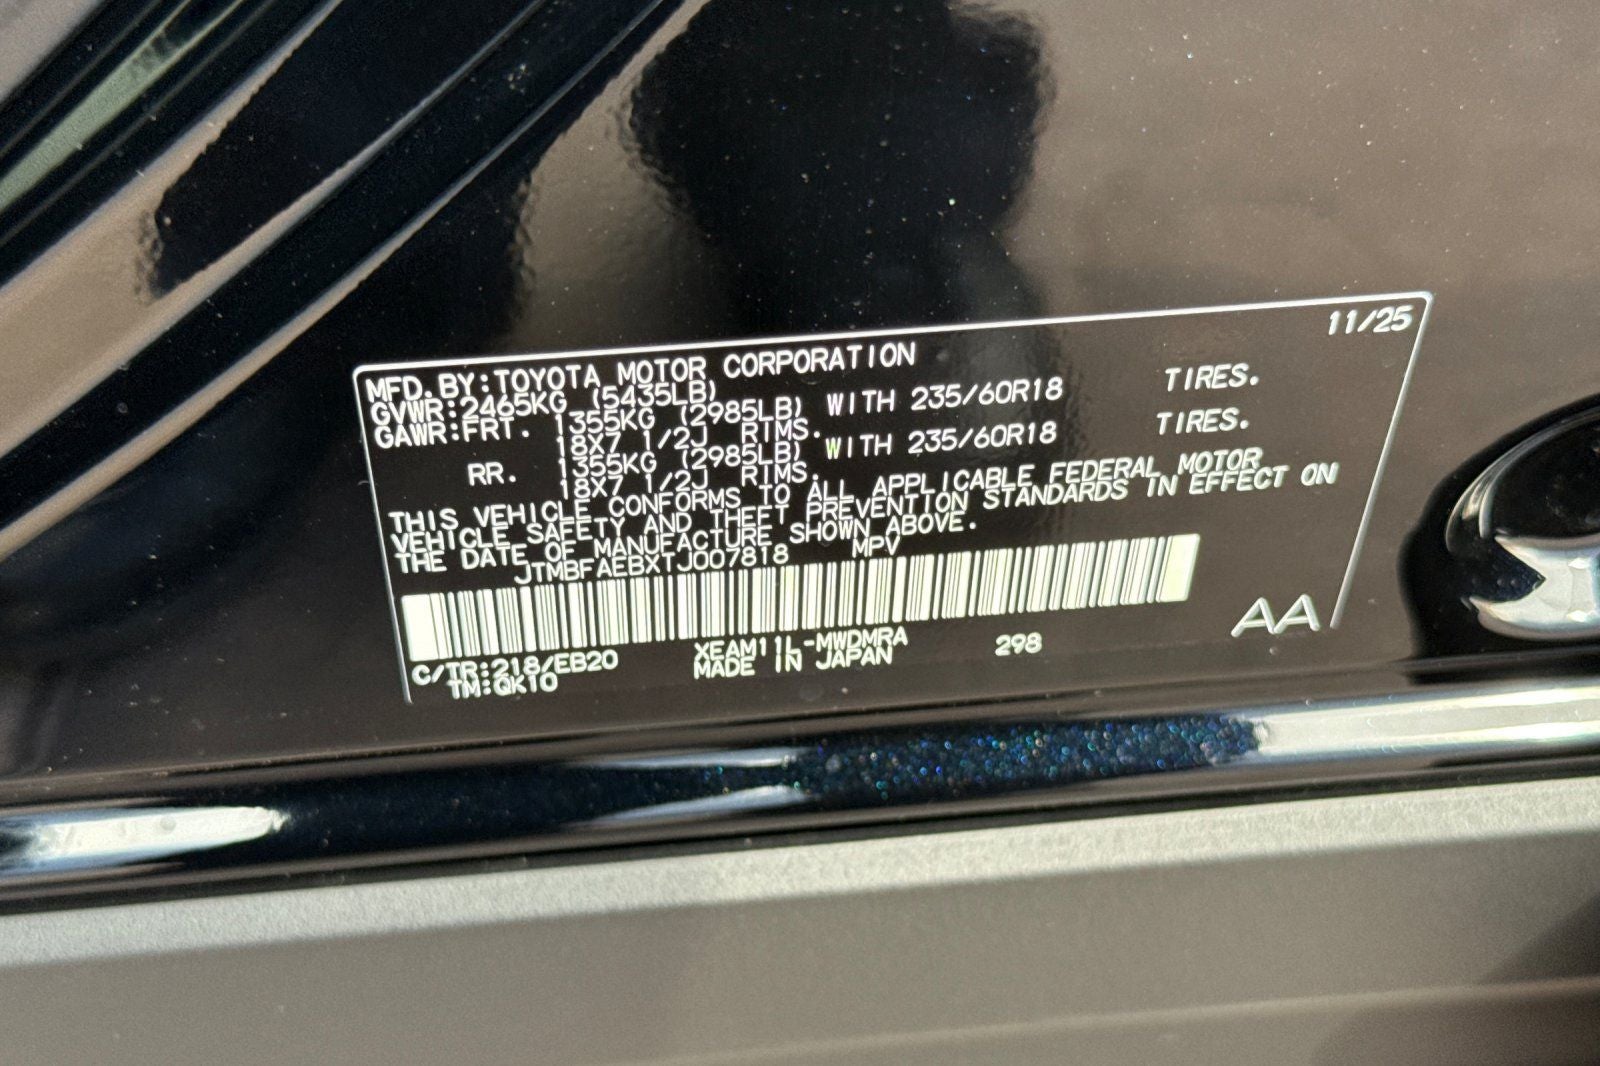 11/25
MFD. BY: TOYOTA MOTOR CORPORATION
GVWR: 2465KG (5435LB)
GAWR: FRT. 1355KG (2985LB) WITH 235/60R18 TIRES.
18X7 1/2J RIMS.
RR. 1355KG (2985LB) WITH 235/60R18 TIRES.
18X7 1/2J RIMS.
THIS VEHICLE CONFORMS TO ALL APPLICABLE FEDERAL MOTOR
VEHICLE SAFETY AND THEFT PREVENTION STANDARDS IN EFFECT ON
THE DATE OF MANUFACTURE SHOWN ABOVE.
JTMBFAEBXTJ007818 MPV
C/TR: 218/EB20 XEAM11L-MWDMRA 298 AA
TM: QK10 MADE IN JAPAN